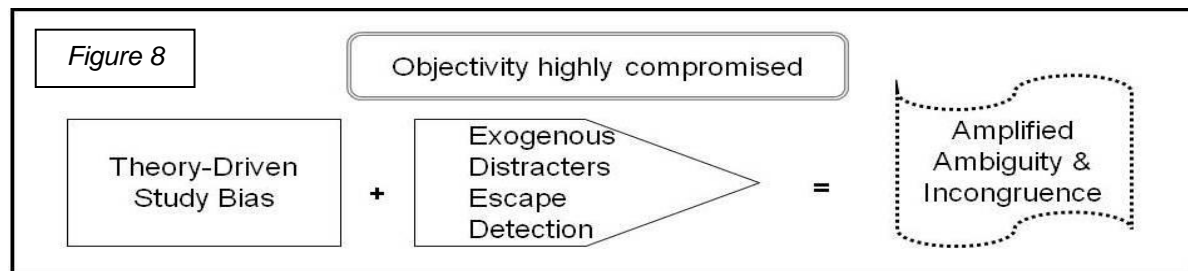 Figure 8
Objectivity highly compromised
Theory-Driven
Study Bias
+
Exogenous
Distracters
Escape
Detection
=
Amplified
Ambiguity &
Incongruence